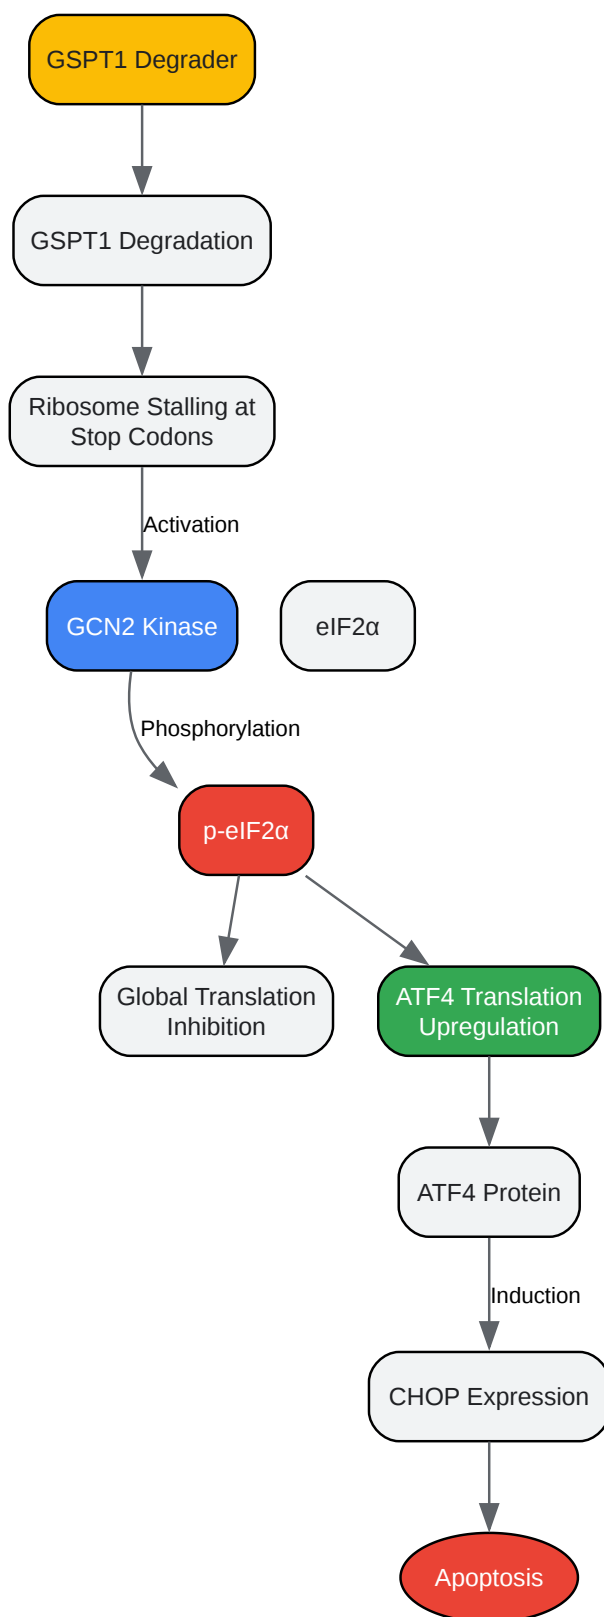 GSPT1 Degrader
GSPT1 Degradation
Ribosome Stalling at
Stop Codons
Activation
GCN2 Kinase
eIF2α
Phosphorylation
p-eIF2α
Global Translation
Inhibition
ATF4 Translation
Upregulation
ATF4 Protein
Induction
CHOP Expression
Apoptosis